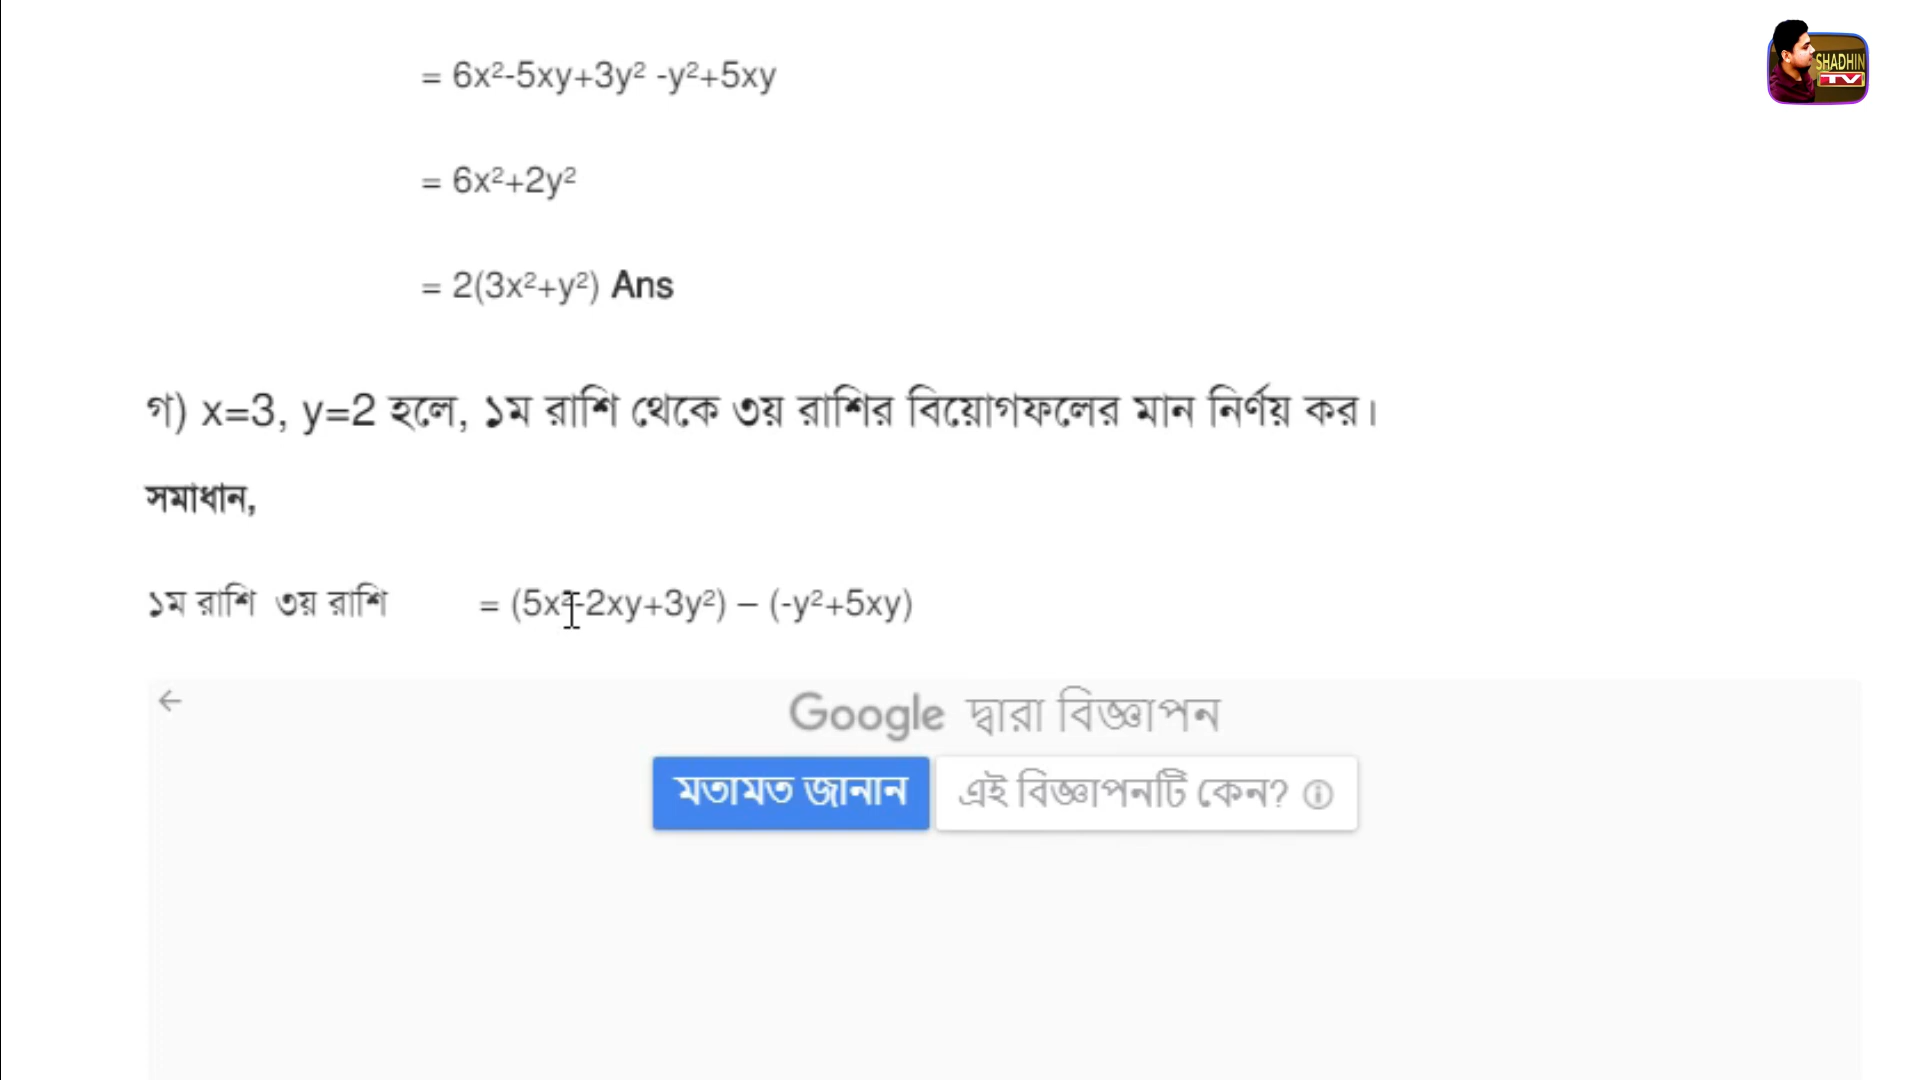 SHADHIN
TV
= 6x²-5xy+3y² -y²+5xy
= 6x²+2y²
= 2(3x²+y²) Ans
গ) x=3, y=2 হলে, ১ম রাশি থেকে ৩য় রাশির বিয়োগফলের মান নির্ণয় কর।
সমাধান,
১ম রাশি ৩য় রাশি = (5x²-2xy+3y²) – (-y²+5xy)
Google দ্বারা বিজ্ঞাপন
মতামত জানান এই বিজ্ঞাপনটি কেন?